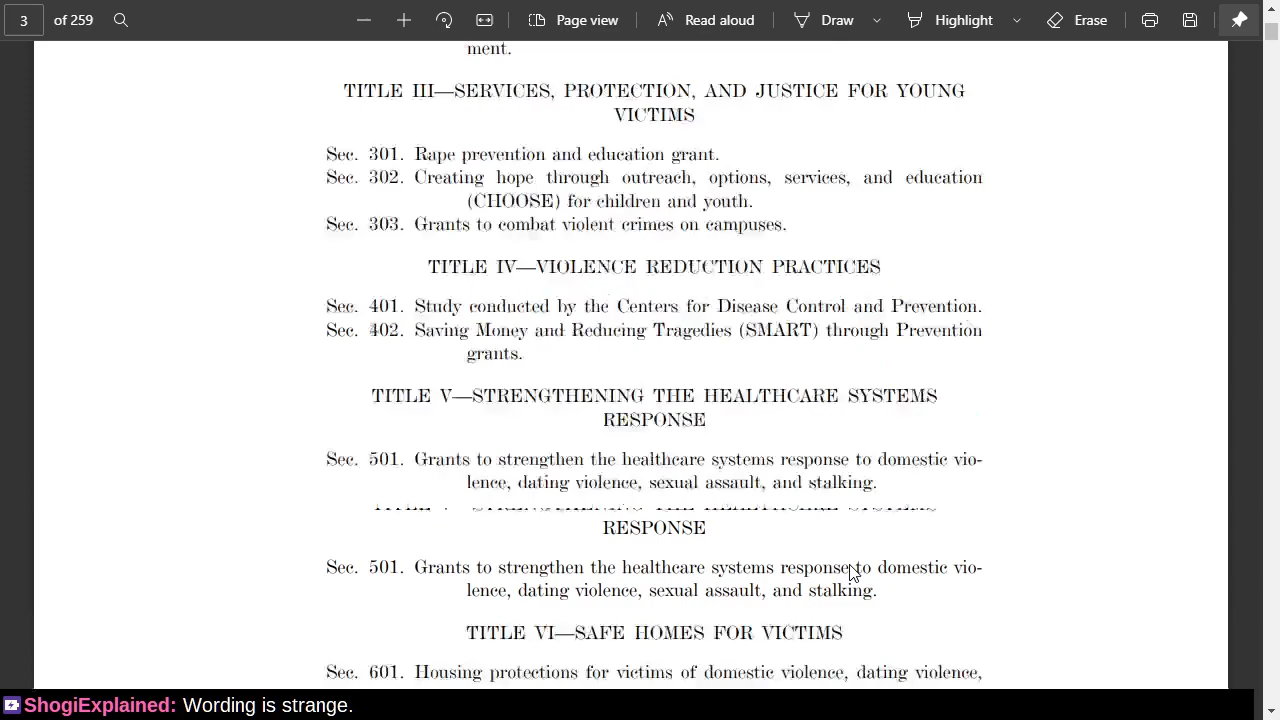 3 of 259 Page view Read aloud Draw Highlight Erase
ment.
TITLE III—SERVICES, PROTECTION, AND JUSTICE FOR YOUNG
VICTIMS
Sec. 301. Rape prevention and education grant.
Sec. 302. Creating hope through outreach, options, services, and education
(CHOOSE) for children and youth.
Sec. 303. Grants to combat violent crimes on campuses.
TITLE IV—VIOLENCE REDUCTION PRACTICES
Sec. 401. Study conducted by the Centers for Disease Control and Prevention.
Sec. 402. Saving Money and Reducing Tragedies (SMART) through Prevention
grants.
TITLE V—STRENGTHENING THE HEALTHCARE SYSTEMS
RESPONSE
Sec. 501. Grants to strengthen the healthcare systems response to domestic vio-
lence, dating violence, sexual assault, and stalking.
RESPONSE
Sec. 501. Grants to strengthen the healthcare systems response to domestic vio-
lence, dating violence, sexual assault, and stalking.
TITLE VI—SAFE HOMES FOR VICTIMS
Sec. 601. Housing protections for victims of domestic violence, dating violence,
ShogiExplained: Wording is strange.